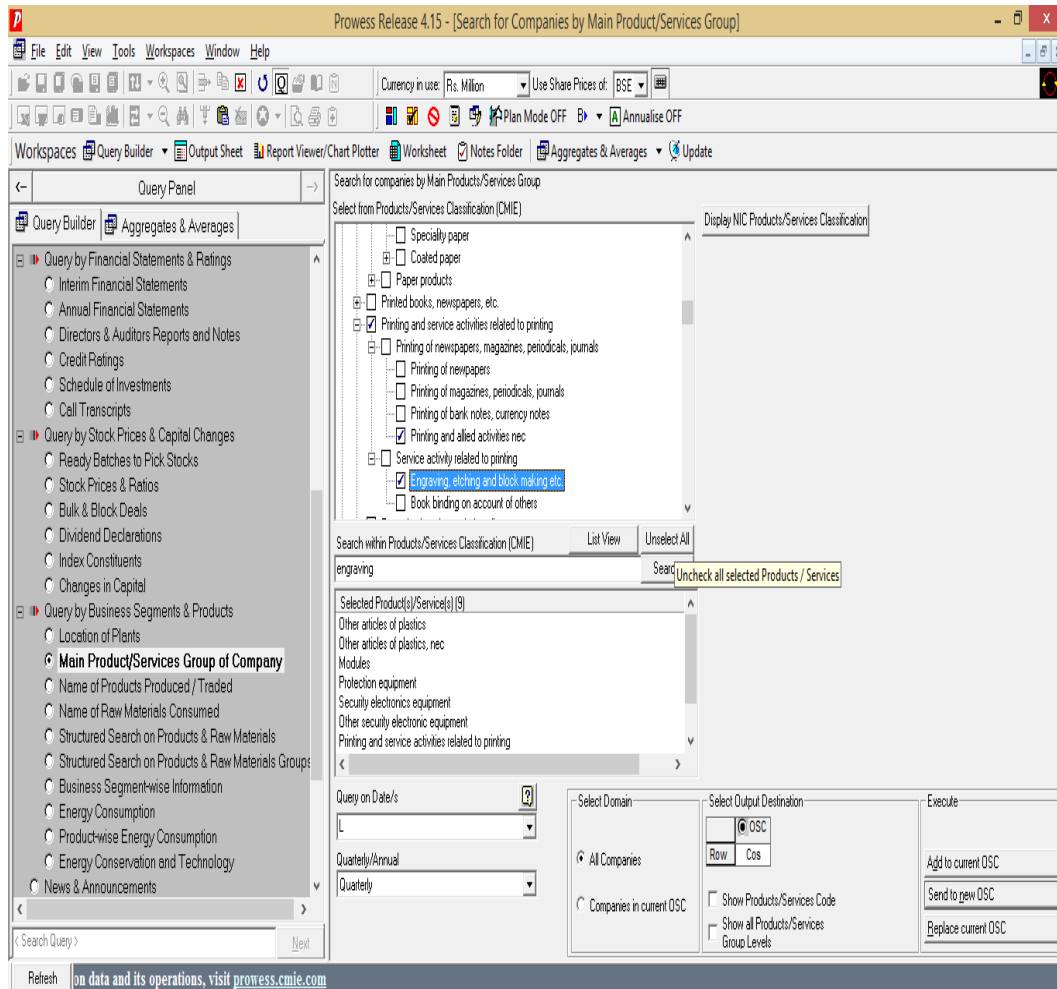 Prowess Release 4.15 - [Search for Companies by Main Product/Services Group]
File Edit View Tools Workspaces Window Help
Currency in use: Rs. Million Use Share Prices of: BSE
Plan Mode OFF B A Annualise OFF
Workspaces Query Builder Output Sheet Report Viewer/Chart Plotter Worksheet Notes Folder Aggregates & Averages Update
<- Query Panel ->
Query Builder Aggregates & Averages
Query by Financial Statements & Ratings
Interim Financial Statements
Annual Financial Statements
Directors & Auditors Reports and Notes
Credit Ratings
Schedule of Investments
Call Transcripts
Query by Stock Prices & Capital Changes
Ready Batches to Pick Stocks
Stock Prices & Ratios
Bulk & Block Deals
Dividend Declarations
Index Constituents
Changes in Capital
Query by Business Segments & Products
Location of Plants
Main Product/Services Group of Company
Name of Products Produced / Traded
Name of Raw Materials Consumed
Structured Search on Products & Raw Materials
Structured Search on Products & Raw Materials Groups
Business Segment-wise Information
Energy Consumption
Product-wise Energy Consumption
Energy Conservation and Technology
News & Announcements
< Search Query > Next
Search for companies by Main Products/Services Group
Select from Products/Services Classification (CMIE)
Display NIC Products/Services Classification
Speciality paper
Coated paper
Paper products
Printed books, newspapers, etc.
Printing and service activities related to printing
Printing of newspapers, magazines, periodicals, journals
Printing of newpapers
Printing of magazines, periodicals, journals
Printing of bank notes, currency notes
Printing and allied activities nec
Service activity related to printing
Engraving, etching and block making etc.
Book binding on account of others
Search within Products/Services Classification (CMIE) List View Unselect All
engraving Sear
Uncheck all selected Products / Services
Selected Product(s)/Service(s) (9)
Other articles of plastics
Other articles of plastics, nec
Modules
Protection equipment
Security electronics equipment
Other security electronic equipment
Printing and service activities related to printing
Query on Date/s
L
Quarterly/Annual
Quarterly
Select Domain
All Companies
Companies in current OSC
Select Output Destination
OSC
Row Cos
Show Products/Services Code
Show all Products/Services
Group Levels
Execute
Add to current OSC
Send to new OSC
Replace current OSC
Refresh on data and its operations, visit prowess.cmie.com